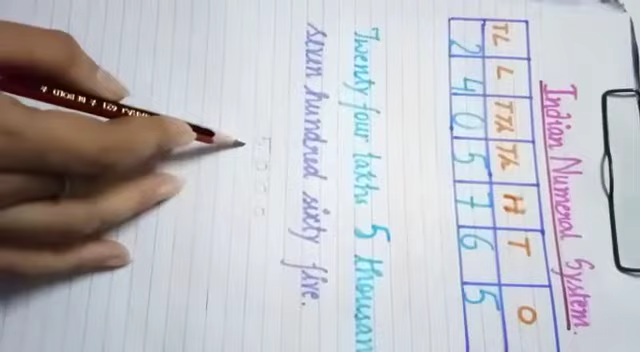 Indian Numeral System.
TL L TTh Th H T O
2 4 0 5 7 6 5
Twenty four lakhs 5 thousan
seven hundred sixty five.